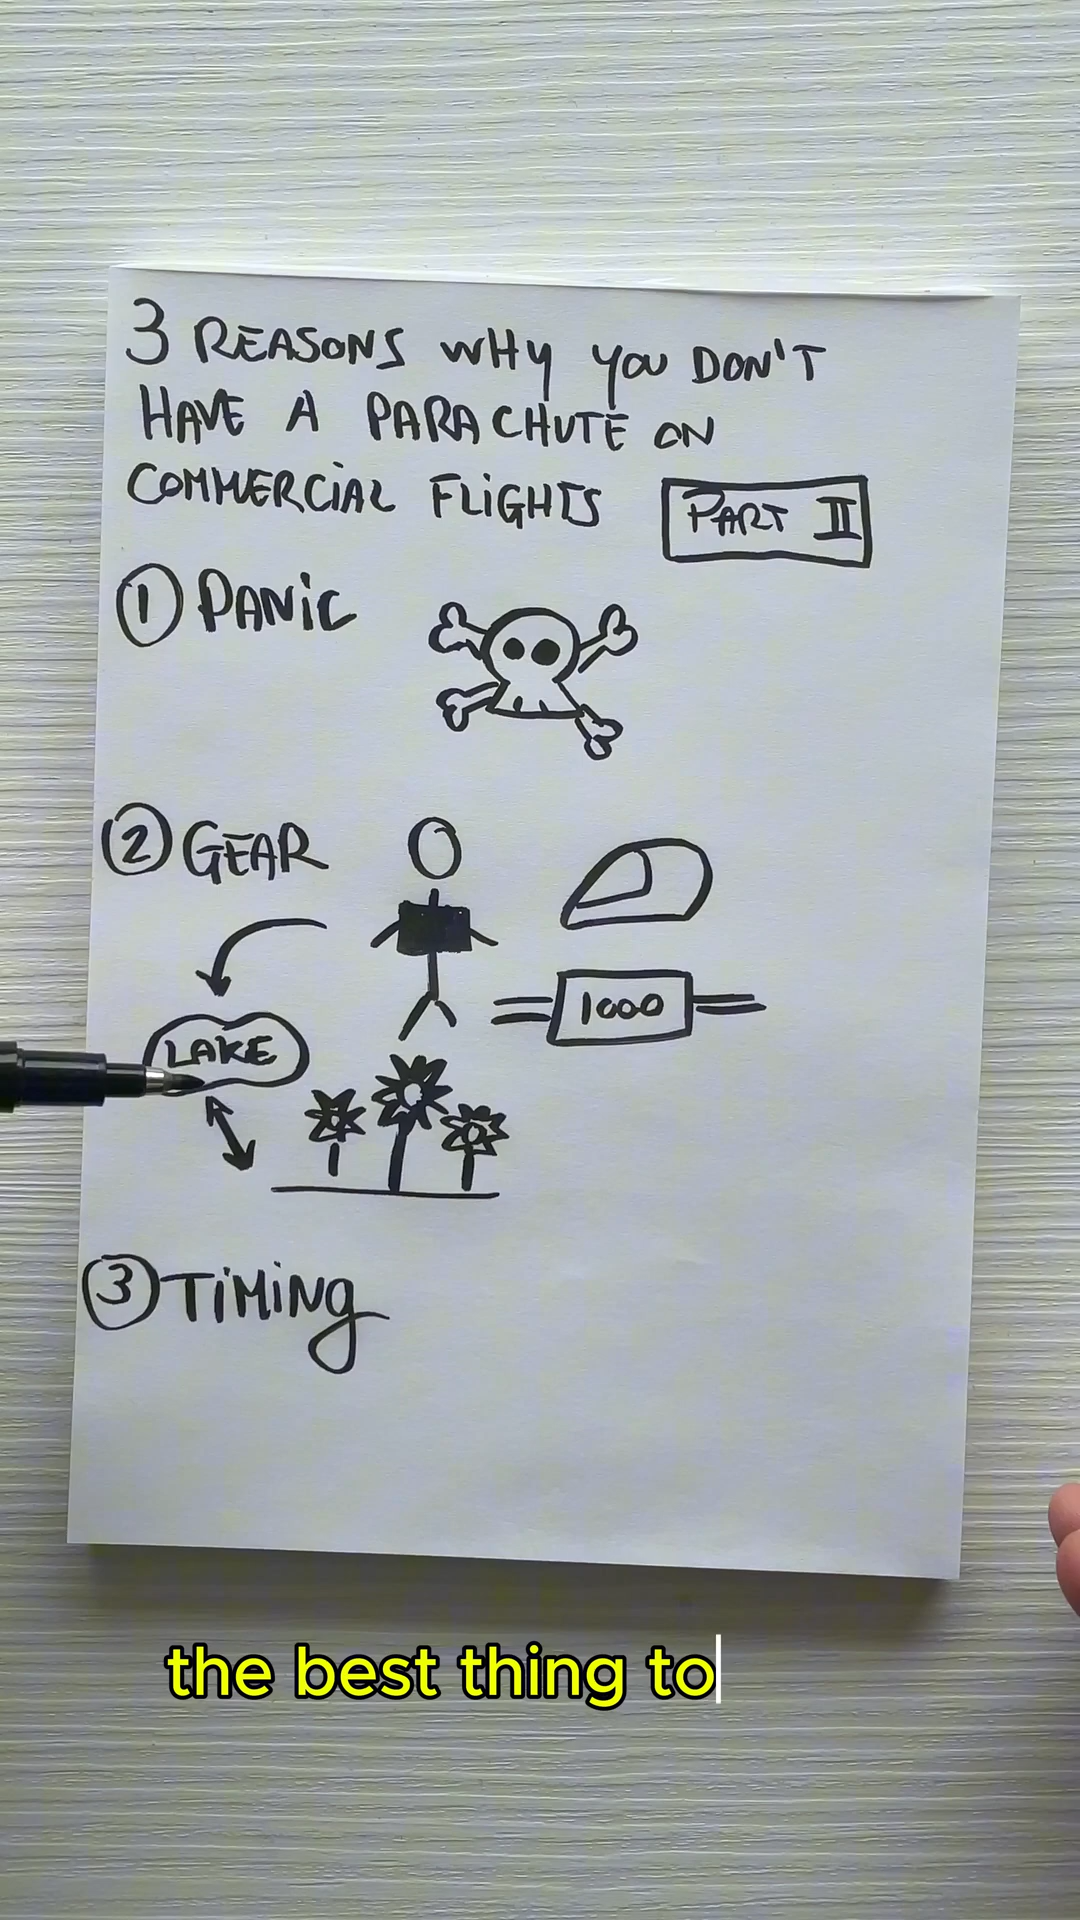 3 REASONS WHY YOU DON'T
HAVE A PARACHUTE ON
COMMERCIAL FLIGHTS PART II
1 PANIC
2 GEAR
1000
LAKE
3 TIMING
the best thing to